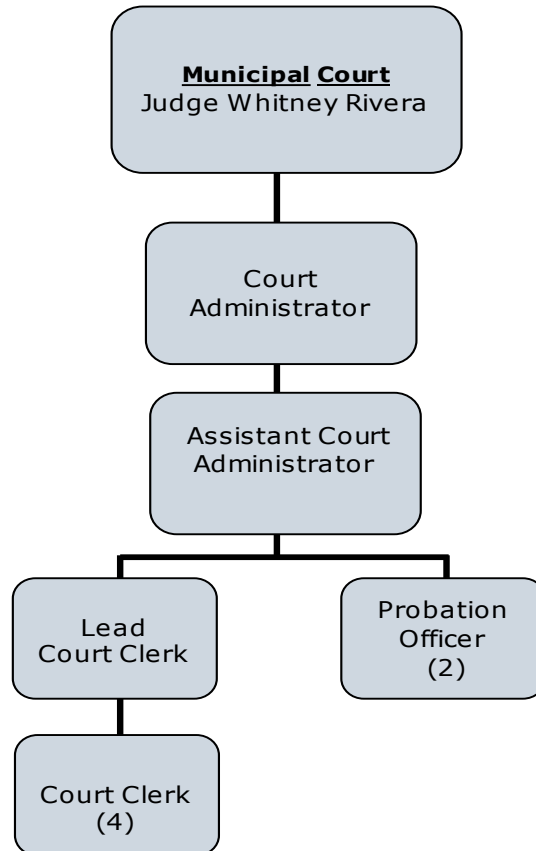 Municipal Court
Judge Whitney Rivera
Court
Administrator
Assistant Court
Administrator
Lead
Court Clerk
Probation
Officer
(2)
Court Clerk
(4)